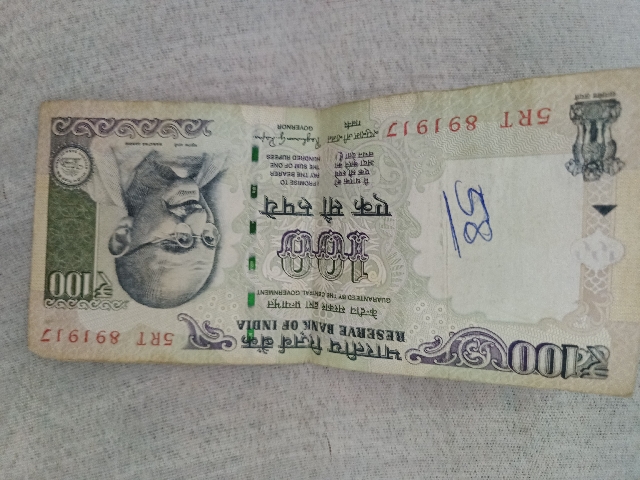 ₹100
भारतीय रिज़र्व बैंक
RESERVE BANK OF INDIA
केन्द्रीय सरकार द्वारा प्रत्याभूत
GUARANTEED BY THE CENTRAL GOVERNMENT
5RT 891917
₹100
100
एक सौ रुपये
मैं धारक को
एक सौ रुपये
अदा करने का
वचन देता हूँ
I PROMISE TO
PAY THE BEARER
THE SUM OF ONE
HUNDRED RUPEES
GOVERNOR
5RT 891917
58